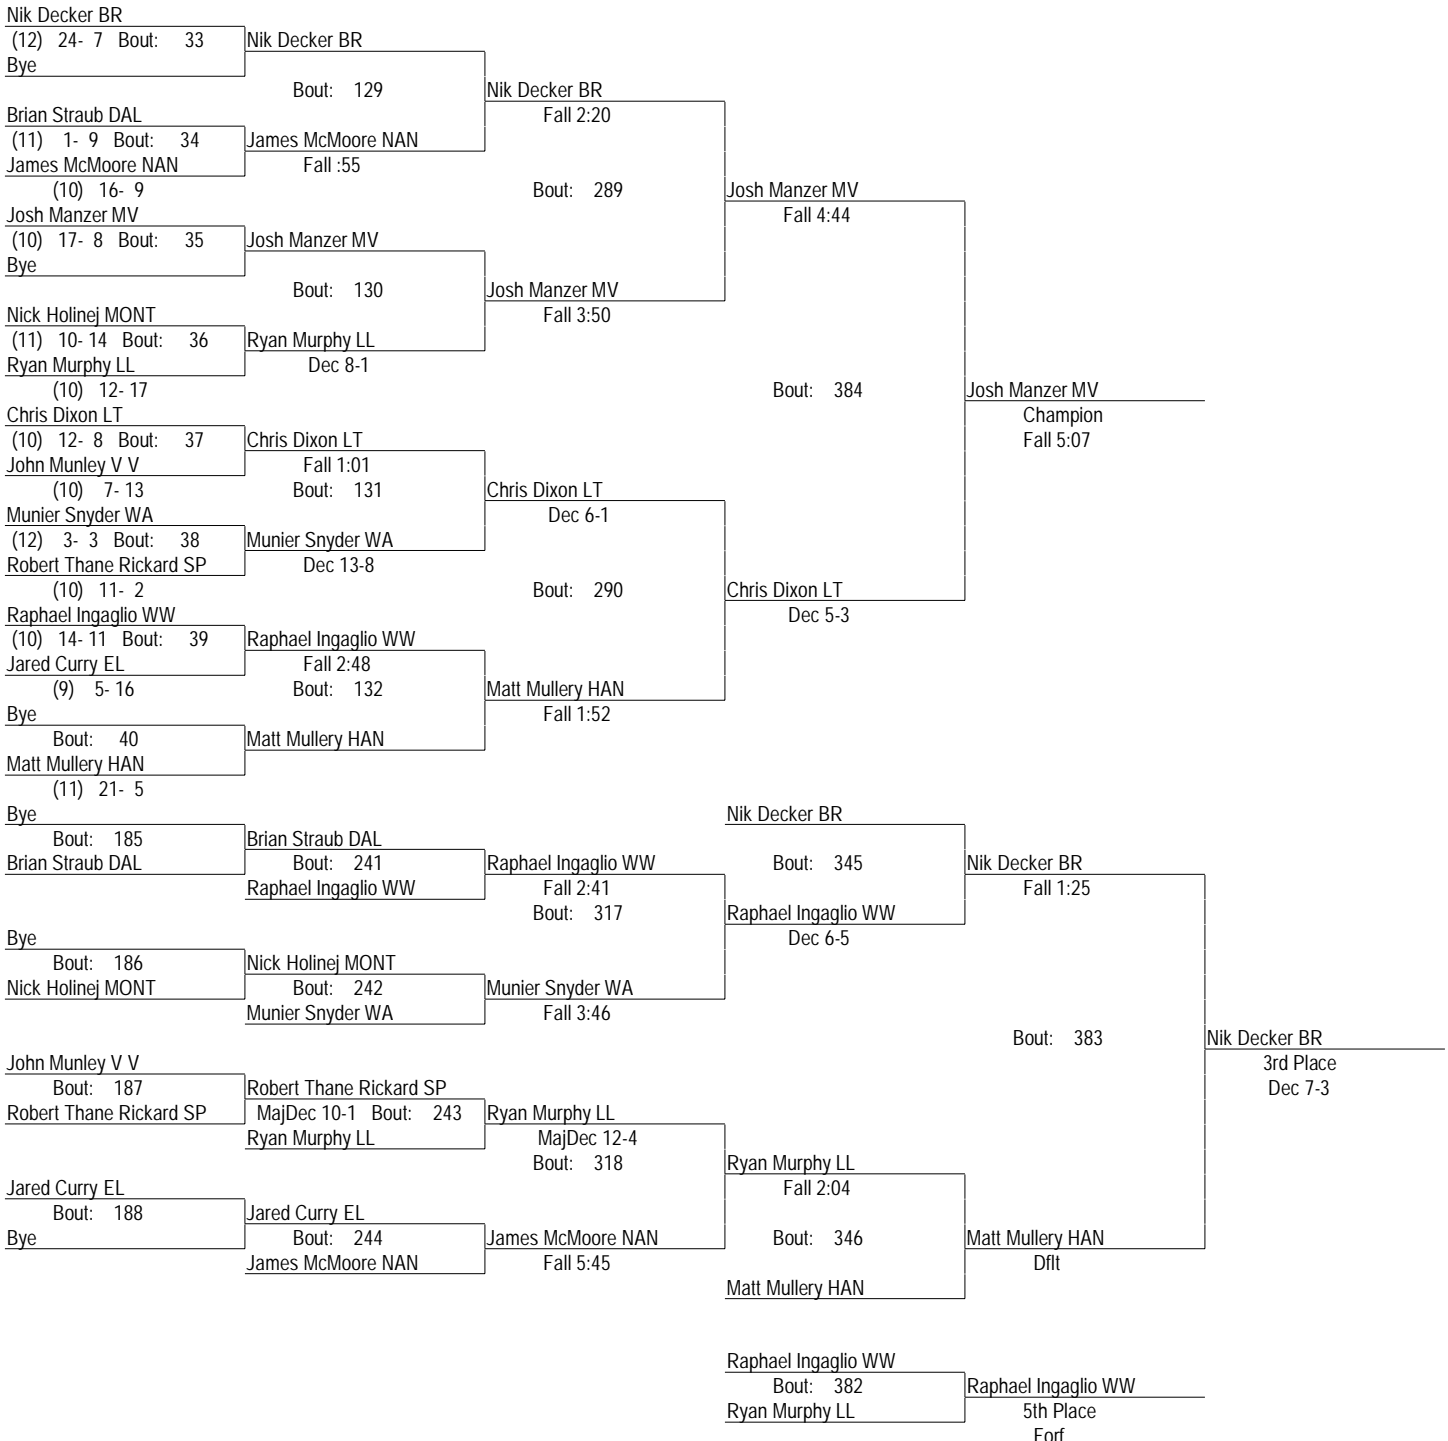 Nik Decker BR
(12) 24- 7 Bout: 33 Nik Decker BR
Bye
Bout: 129 Nik Decker BR
Brian Straub DAL Fall 2:20
(11) 1- 9 Bout: 34 James McMoore NAN
James McMoore NAN Fall :55
(10) 16- 9 Bout: 289 Josh Manzer MV
Josh Manzer MV Fall 4:44
(10) 17- 8 Bout: 35 Josh Manzer MV
Bye
Bout: 130 Josh Manzer MV
Nick Holinej MONT Fall 3:50
(11) 10- 14 Bout: 36 Ryan Murphy LL
Ryan Murphy LL Dec 8-1
(10) 12- 17 Bout: 384 Josh Manzer MV
Chris Dixon LT Champion
(10) 12- 8 Bout: 37 Chris Dixon LT Fall 5:07
John Munley V V Fall 1:01
(10) 7- 13 Bout: 131 Chris Dixon LT
Munier Snyder WA Dec 6-1
(12) 3- 3 Bout: 38 Munier Snyder WA
Robert Thane Rickard SP Dec 13-8
(10) 11- 2 Bout: 290 Chris Dixon LT
Raphael Ingaglio WW Dec 5-3
(10) 14- 11 Bout: 39 Raphael Ingaglio WW
Jared Curry EL Fall 2:48
(9) 5- 16 Bout: 132 Matt Mullery HAN
Bye Fall 1:52
Bout: 40 Matt Mullery HAN
Matt Mullery HAN
(11) 21- 5
Bye Nik Decker BR
Bout: 185 Brian Straub DAL
Brian Straub DAL Bout: 241 Raphael Ingaglio WW Bout: 345 Nik Decker BR
Raphael Ingaglio WW Fall 2:41 Fall 1:25
Bout: 317 Raphael Ingaglio WW
Bye Dec 6-5
Bout: 186 Nick Holinej MONT
Nick Holinej MONT Bout: 242 Munier Snyder WA
Munier Snyder WA Fall 3:46
Bout: 383 Nik Decker BR
John Munley V V 3rd Place
Bout: 187 Robert Thane Rickard SP Dec 7-3
Robert Thane Rickard SP MajDec 10-1 Bout: 243 Ryan Murphy LL
Ryan Murphy LL MajDec 12-4
Bout: 318 Ryan Murphy LL
Jared Curry EL Fall 2:04
Bout: 188 Jared Curry EL
Bye Bout: 244 James McMoore NAN Bout: 346 Matt Mullery HAN
James McMoore NAN Fall 5:45 Dflt
Matt Mullery HAN
Raphael Ingaglio WW
Bout: 382 Raphael Ingaglio WW
Ryan Murphy LL 5th Place
Forf